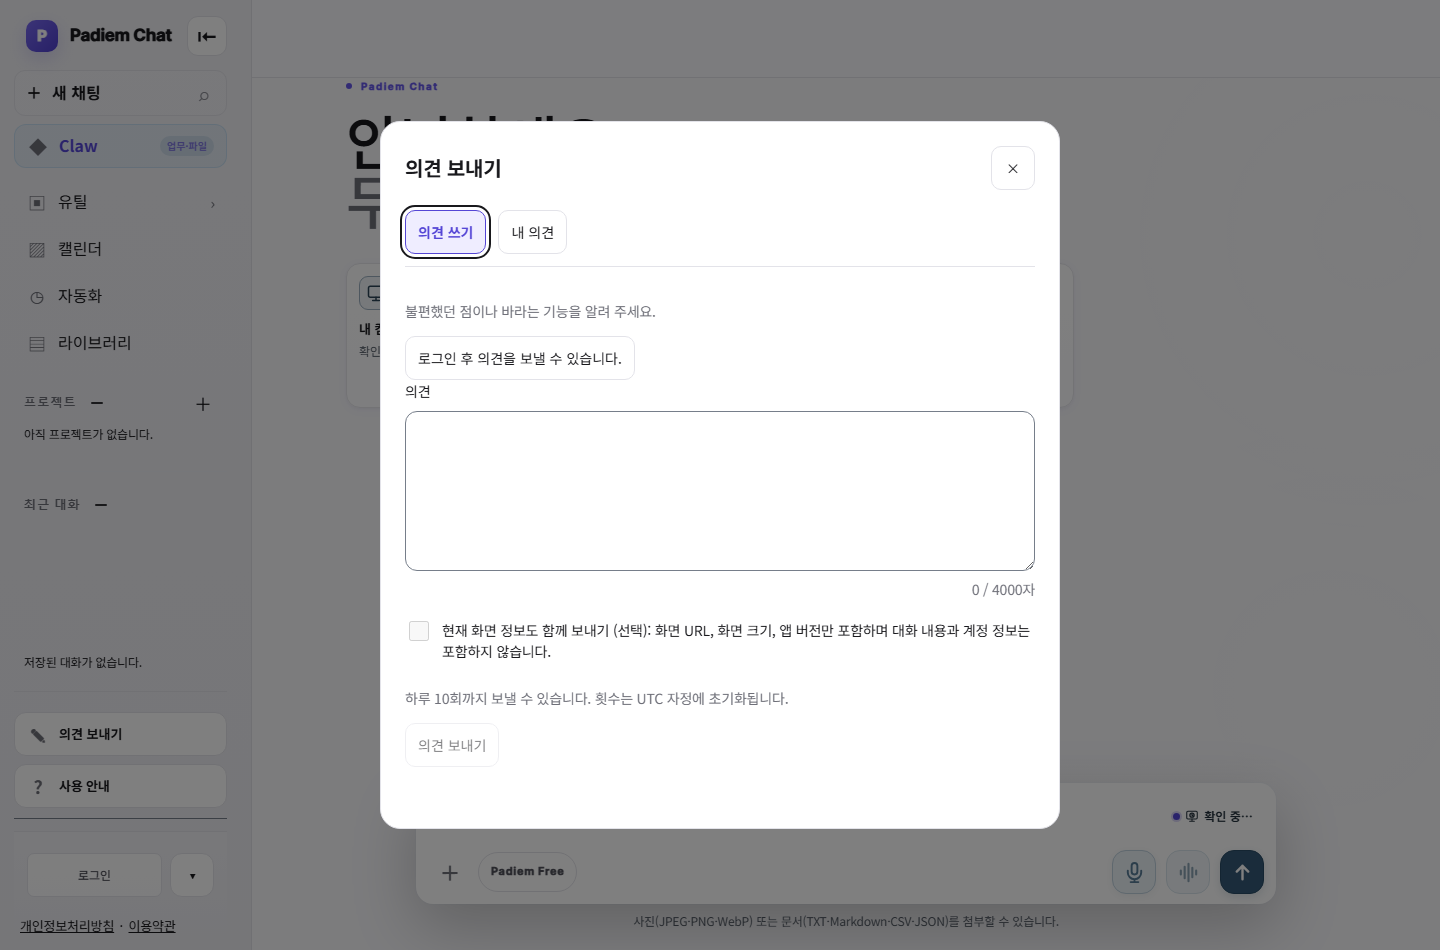 P Padiem Chat
+ 새 채팅
Claw 업무·파일
유틸
캘린더
자동화
라이브러리
프로젝트
아직 프로젝트가 없습니다.
최근 대화
저장된 대화가 없습니다.
의견 보내기
? 사용 안내
로그인
개인정보처리방침 · 이용약관
Padiem Chat
의견 보내기
의견 쓰기
내 의견
불편했던 점이나 바라는 기능을 알려 주세요.
로그인 후 의견을 보낼 수 있습니다.
의견
0 / 4000자
현재 화면 정보도 함께 보내기 (선택): 화면 URL, 화면 크기, 앱 버전만 포함하며 대화 내용과 계정 정보는
포함하지 않습니다.
하루 10회까지 보낼 수 있습니다. 횟수는 UTC 자정에 초기화됩니다.
의견 보내기
내
확인
확인 중…
Padiem Free
사진(JPEG·PNG·WebP) 또는 문서(TXT·Markdown·CSV·JSON)를 첨부할 수 있습니다.